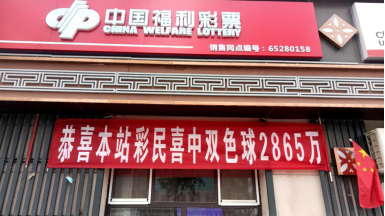 中国福利彩票
CHINA WELFARE LOTTERY
销售网点编号：65280158
恭喜本站彩民喜中双色球2865万